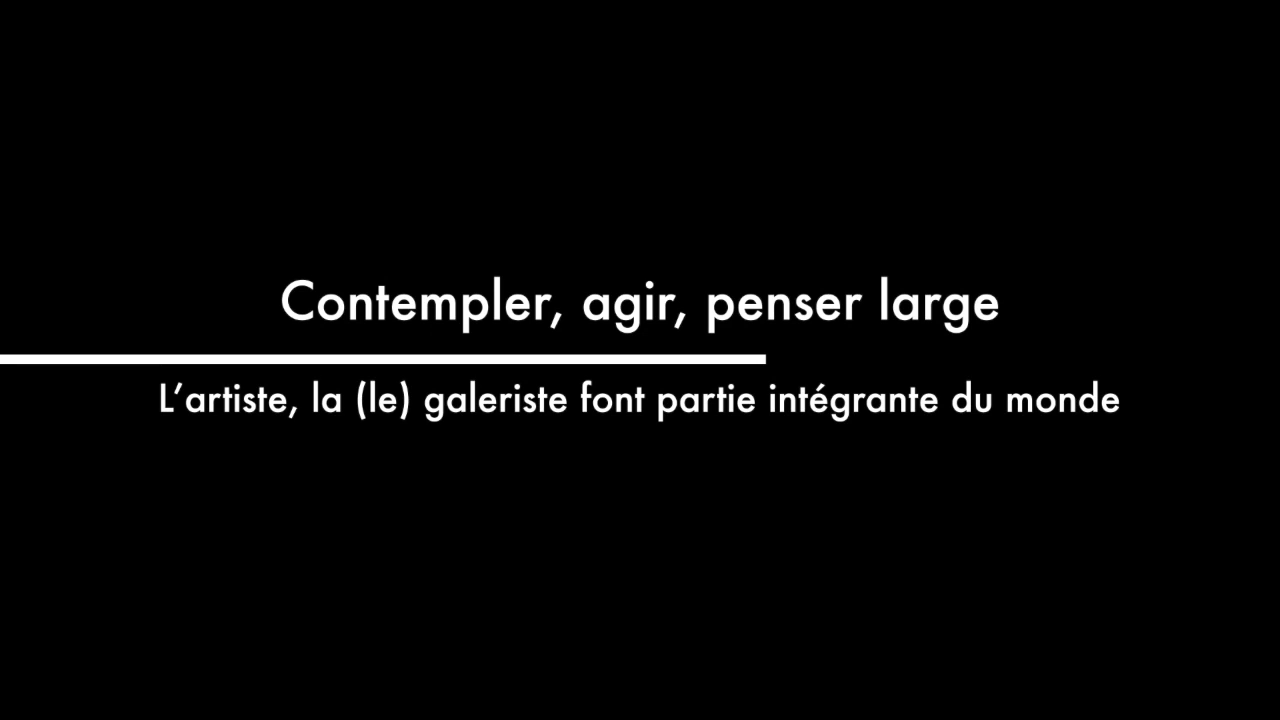 Contempler, agir, penser large
L’artiste, la (le) galeriste font partie intégrante du monde